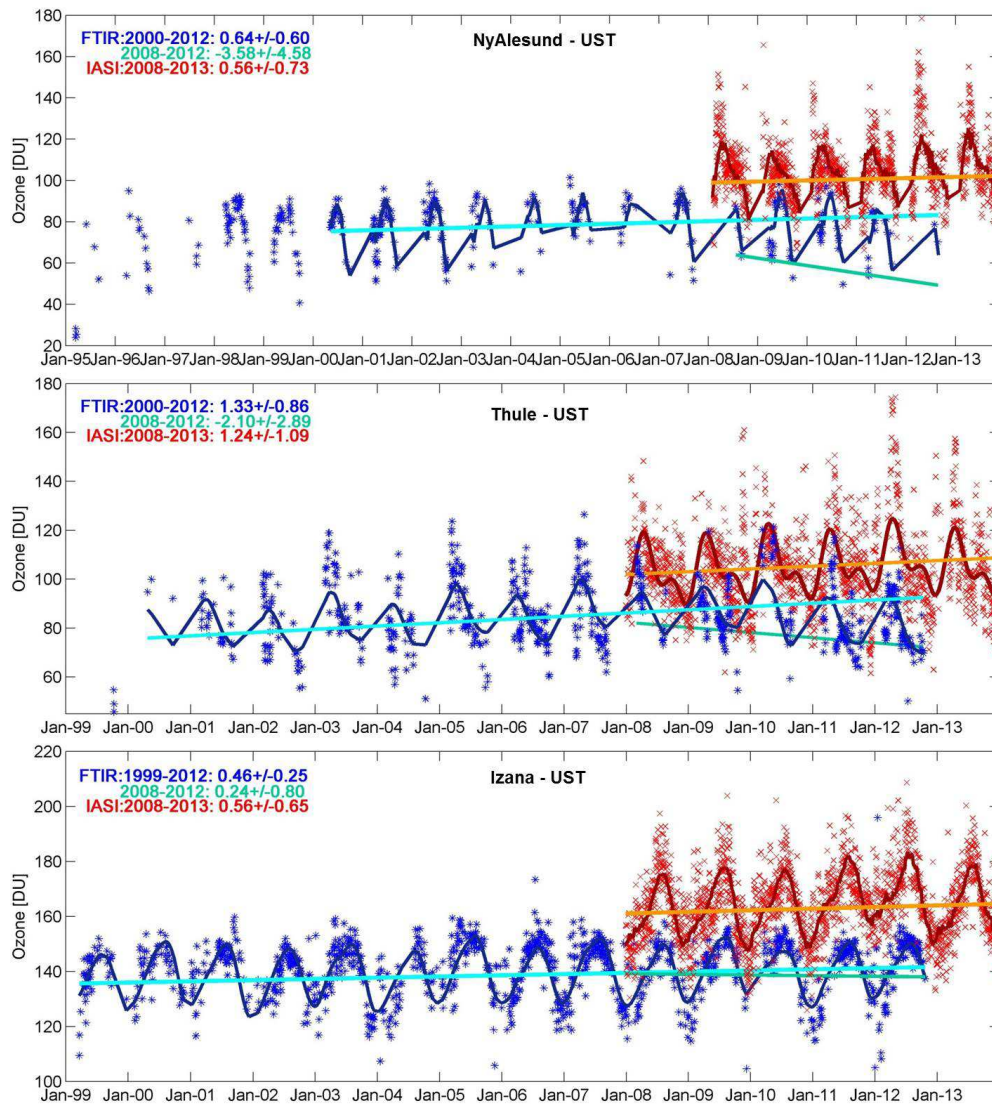 180
160
140
120
100
80
60
40
20
Ozone [DU]
FTIR:2000-2012: 0.64+/-0.60
2008-2012: -3.58+/-4.58
IASI:2008-2013: 0.56+/-0.73
NyAlesund - UST
Jan-95 Jan-96 Jan-97 Jan-98 Jan-99 Jan-00 Jan-01 Jan-02 Jan-03 Jan-04 Jan-05 Jan-06 Jan-07 Jan-08 Jan-09 Jan-10 Jan-11 Jan-12 Jan-13
180
160
140
120
100
80
60
Ozone [DU]
FTIR:2000-2012: 1.33+/-0.86
2008-2012: -2.10+/-2.89
IASI:2008-2013: 1.24+/-1.09
Thule - UST
Jan-99 Jan-00 Jan-01 Jan-02 Jan-03 Jan-04 Jan-05 Jan-06 Jan-07 Jan-08 Jan-09 Jan-10 Jan-11 Jan-12 Jan-13
220
200
180
160
140
120
100
Ozone [DU]
FTIR:1999-2012: 0.46+/-0.25
2008-2012: 0.24+/-0.80
IASI:2008-2013: 0.56+/-0.65
Izana - UST
Jan-99 Jan-00 Jan-01 Jan-02 Jan-03 Jan-04 Jan-05 Jan-06 Jan-07 Jan-08 Jan-09 Jan-10 Jan-11 Jan-12 Jan-13